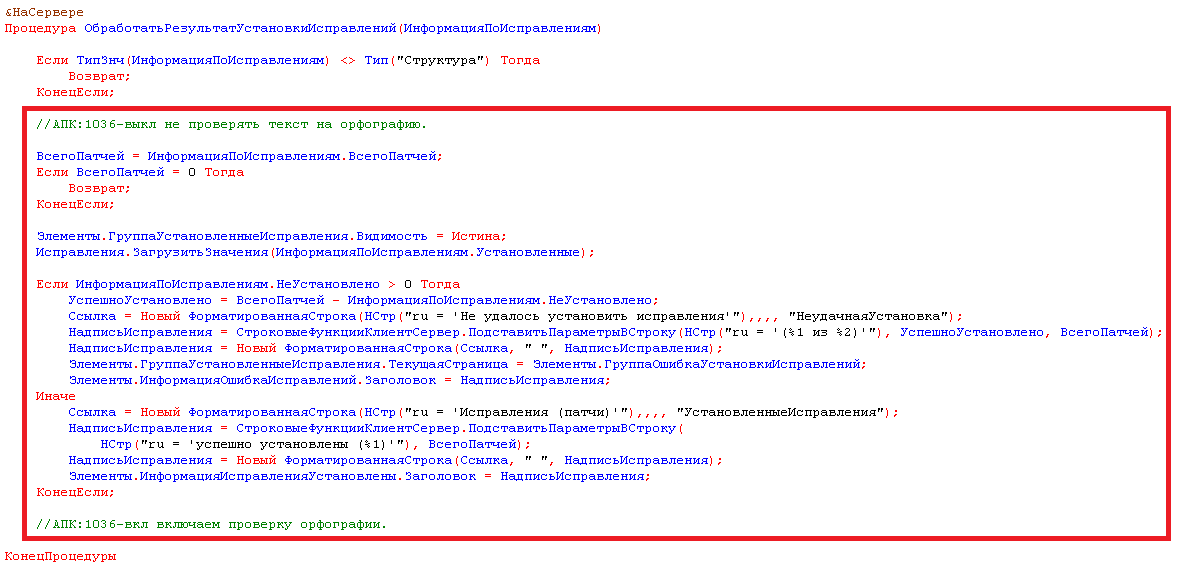 &НаСервере
Процедура ОбработатьРезультатУстановкиИсправлений(ИнформацияПоИсправлениям)
Если ТипЗнч(ИнформацияПоИсправлениям) <> Тип("Структура") Тогда
Возврат;
КонецЕсли;
//АПК:1036-выкл не проверять текст на орфографию.
ВсегоПатчей = ИнформацияПоИсправлениям.ВсегоПатчей;
Если ВсегоПатчей = 0 Тогда
Возврат;
КонецЕсли;
Элементы.ГруппаУстановленныеИсправления.Видимость = Истина;
Исправления.ЗагрузитьЗначения(ИнформацияПоИсправлениям.Установленные);
Если ИнформацияПоИсправлениям.НеУстановлено > 0 Тогда
УспешноУстановлено = ВсегоПатчей - ИнформацияПоИсправлениям.НеУстановлено;
Ссылка = Новый ФорматированнаяСтрока(НСтр("ru = 'Не удалось установить исправления'"),,,, "НеудачнаяУстановка");
НадписьИсправления = СтроковыеФункцииКлиентСервер.ПодставитьПараметрыВСтроку(НСтр("ru = '(%1 из %2)'"), УспешноУстановлено, ВсегоПатчей);
НадписьИсправления = Новый ФорматированнаяСтрока(Ссылка, " ", НадписьИсправления);
Элементы.ГруппаУстановленныеИсправления.ТекущаяСтраница = Элементы.ГруппаОшибкаУстановкиИсправлений;
Элементы.ИнформацияОшибкаИсправлений.Заголовок = НадписьИсправления;
Иначе
Ссылка = Новый ФорматированнаяСтрока(НСтр("ru = 'Исправления (патчи)'"),,,, "УстановленныеИсправления");
НадписьИсправления = СтроковыеФункцииКлиентСервер.ПодставитьПараметрыВСтроку(
НСтр("ru = 'успешно установлены (%1)'"), ВсегоПатчей);
НадписьИсправления = Новый ФорматированнаяСтрока(Ссылка, " ", НадписьИсправления);
Элементы.ИнформацияИсправленияУстановлены.Заголовок = НадписьИсправления;
КонецЕсли;
//АПК:1036-вкл включаем проверку орфографии.
КонецПроцедуры